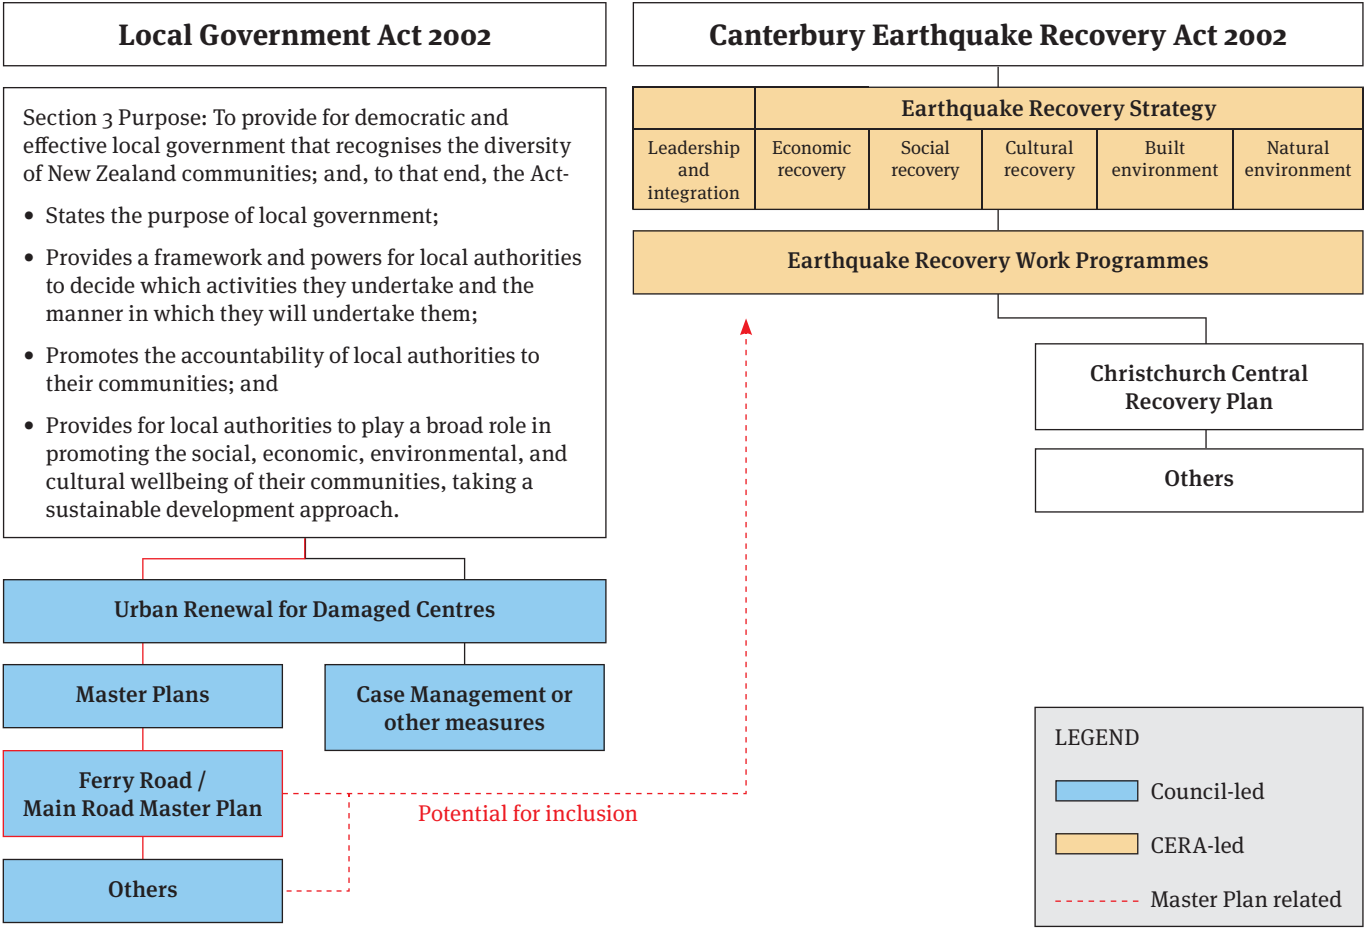 Local Government Act 2002
Section 3 Purpose: To provide for democratic and
effective local government that recognises the diversity
of New Zealand communities; and, to that end, the Act-
• States the purpose of local government;
• Provides a framework and powers for local authorities
to decide which activities they undertake and the
manner in which they will undertake them;
• Promotes the accountability of local authorities to
their communities; and
• Provides for local authorities to play a broad role in
promoting the social, economic, environmental, and
cultural wellbeing of their communities, taking a
sustainable development approach.
Urban Renewal for Damaged Centres
Master Plans
Case Management or
other measures
Ferry Road /
Main Road Master Plan
Others
Potential for inclusion
Canterbury Earthquake Recovery Act 2002
Earthquake Recovery Strategy
Leadership
and
integration
Economic
recovery
Social
recovery
Cultural
recovery
Built
environment
Natural
environment
Earthquake Recovery Work Programmes
Christchurch Central
Recovery Plan
Others
LEGEND
Council-led
CERA-led
Master Plan related